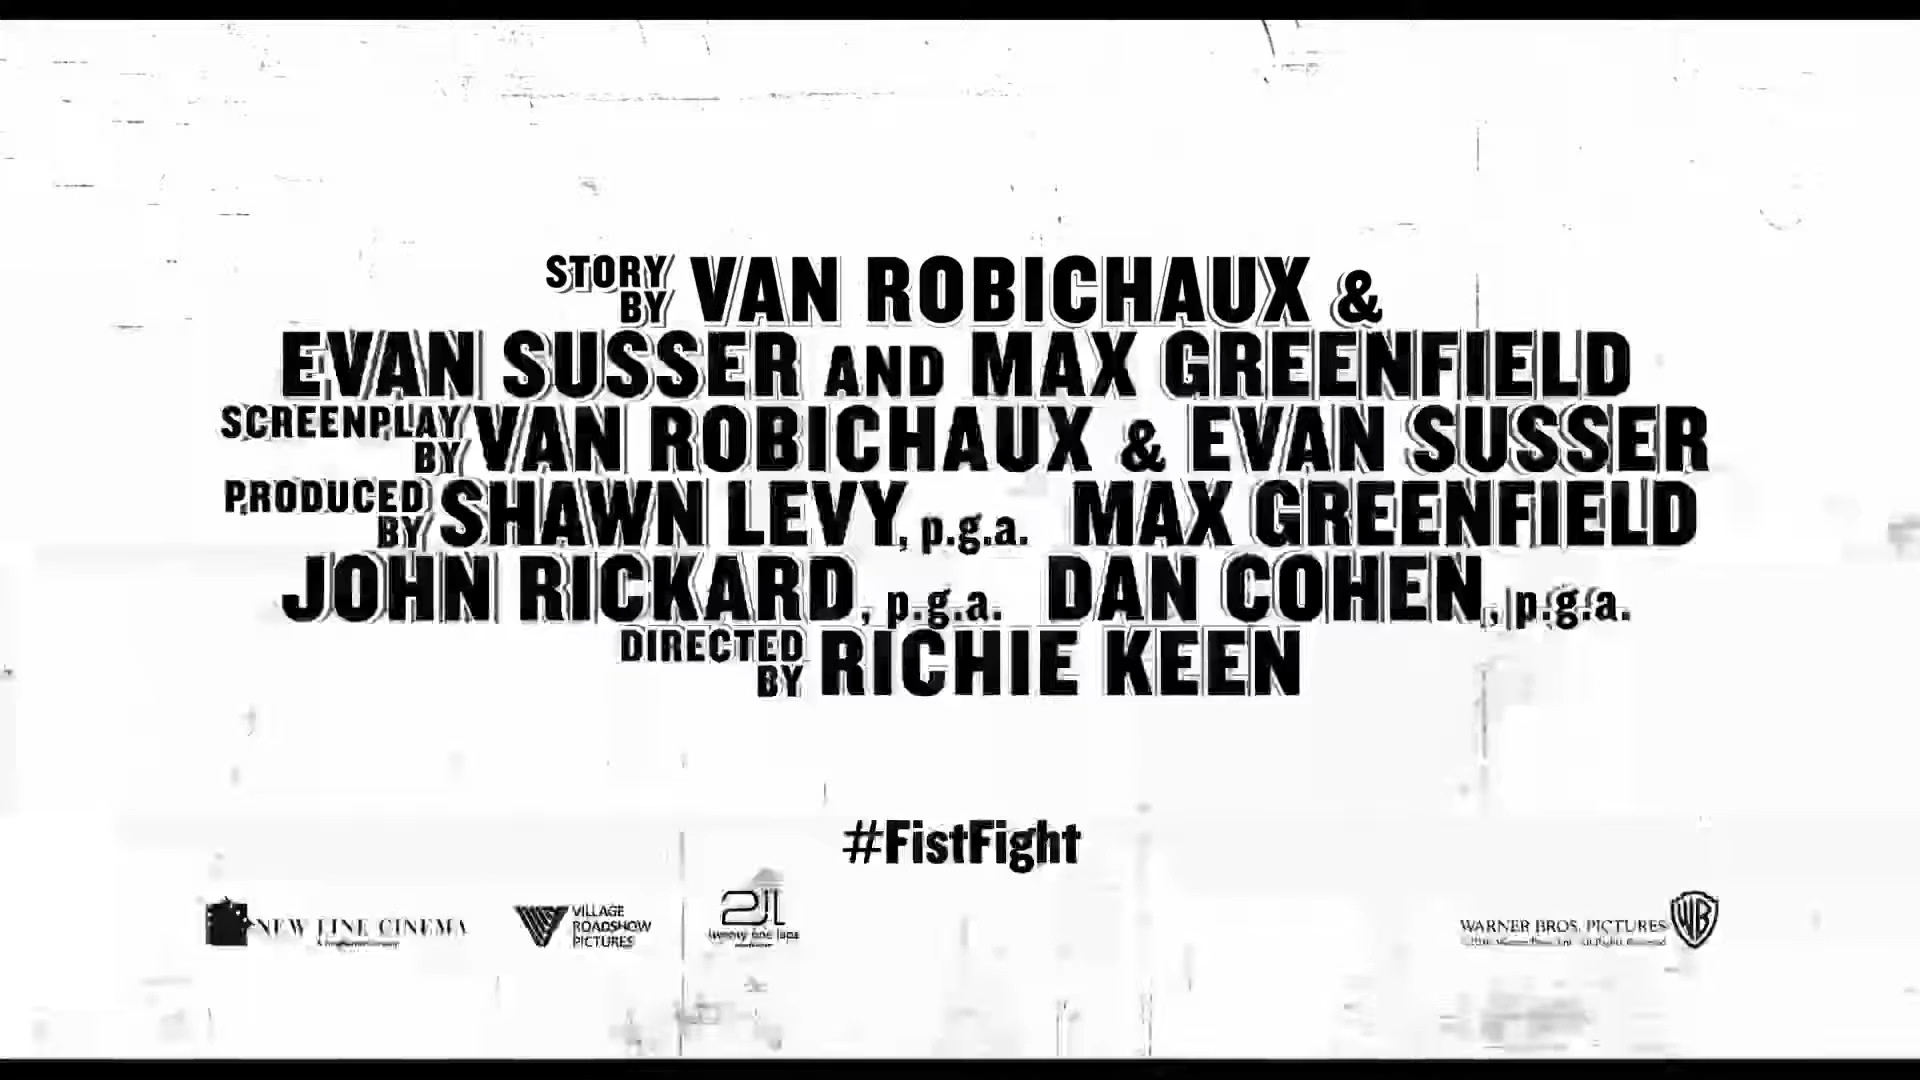 STORY BY VAN ROBICHAUX &
EVAN SUSSER AND MAX GREENFIELD
SCREENPLAY BY VAN ROBICHAUX & EVAN SUSSER
PRODUCED BY SHAWN LEVY, p.g.a. MAX GREENFIELD
JOHN RICKARD, p.g.a. DAN COHEN, p.g.a.
DIRECTED BY RICHIE KEEN
#FistFight
NEW LINE CINEMA
VILLAGE
ROADSHOW
PICTURES
21
twenty one laps
WARNER BROS. PICTURES
WB